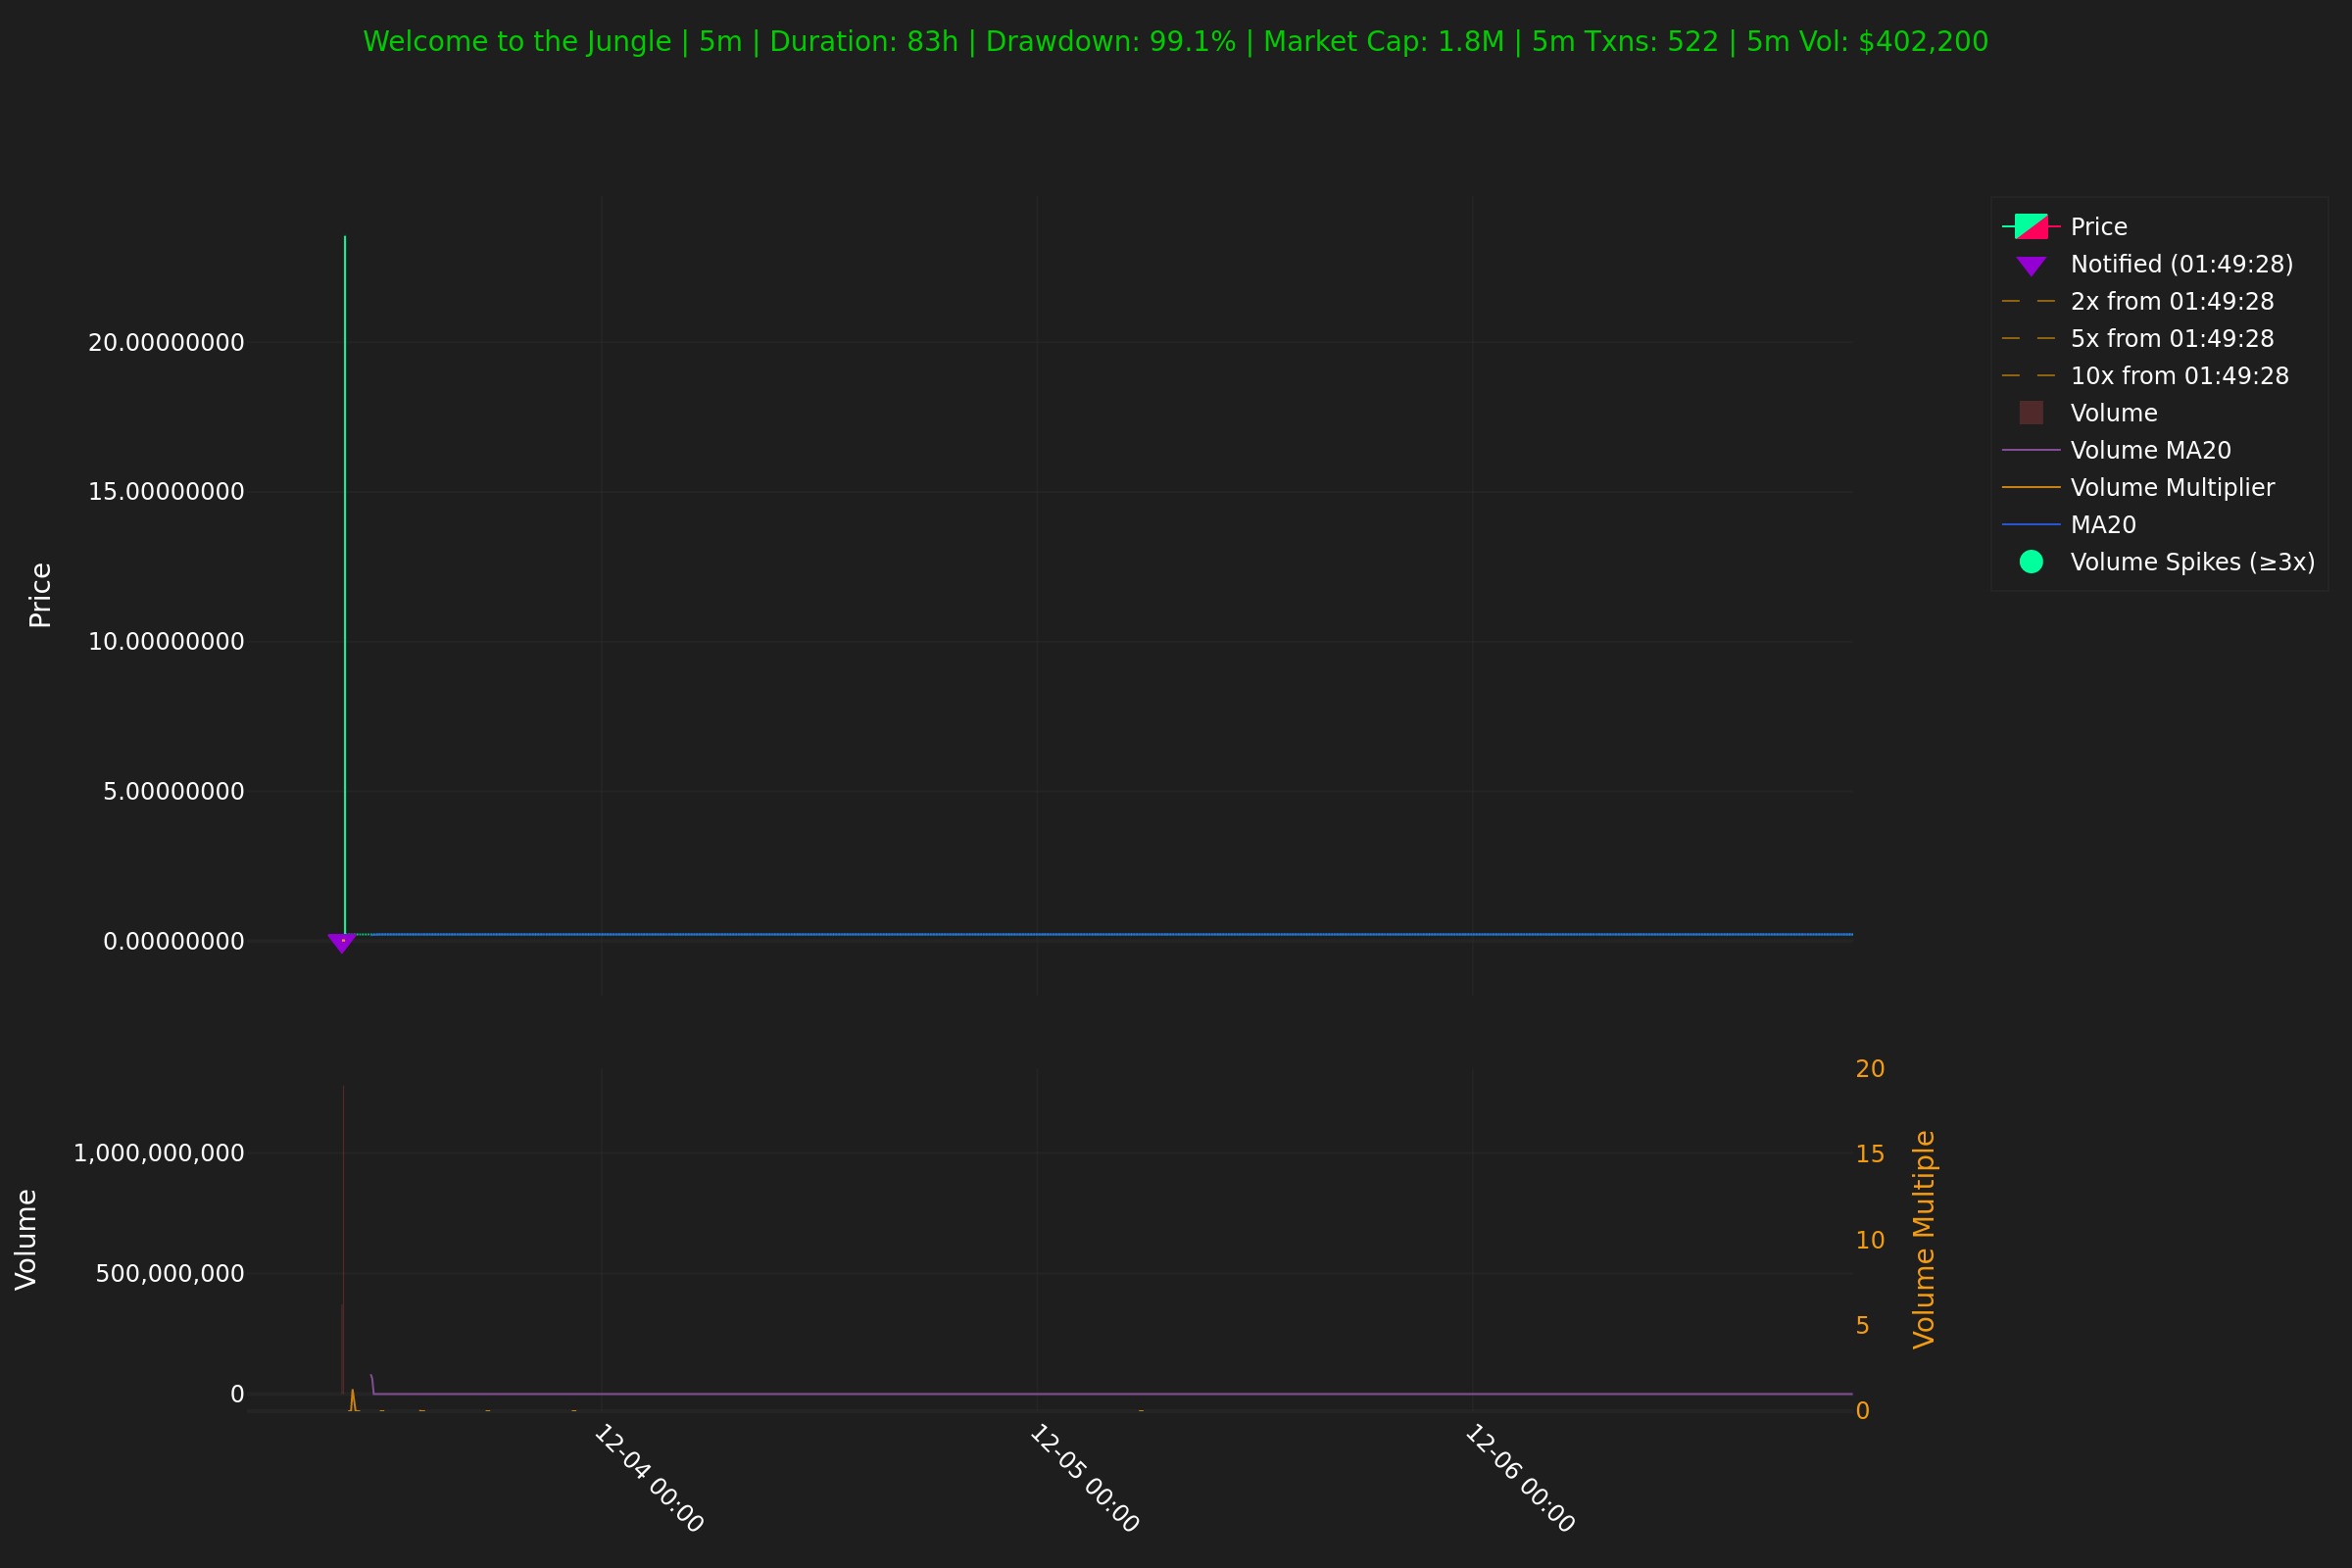 Welcome to the Jungle | 5m | Duration: 83h | Drawdown: 99.1% | Market Cap: 1.8M | 5m Txns: 522 | 5m Vol: $402,200
Price
20.00000000
15.00000000
10.00000000
5.00000000
0.00000000
Price
Notified (01:49:28)
2x from 01:49:28
5x from 01:49:28
10x from 01:49:28
Volume
Volume MA20
Volume Multiplier
MA20
Volume Spikes (≥3x)
Volume
1,000,000,000
500,000,000
0
20
15
10
5
0
Volume Multiple
12-04 00:00
12-05 00:00
12-06 00:00